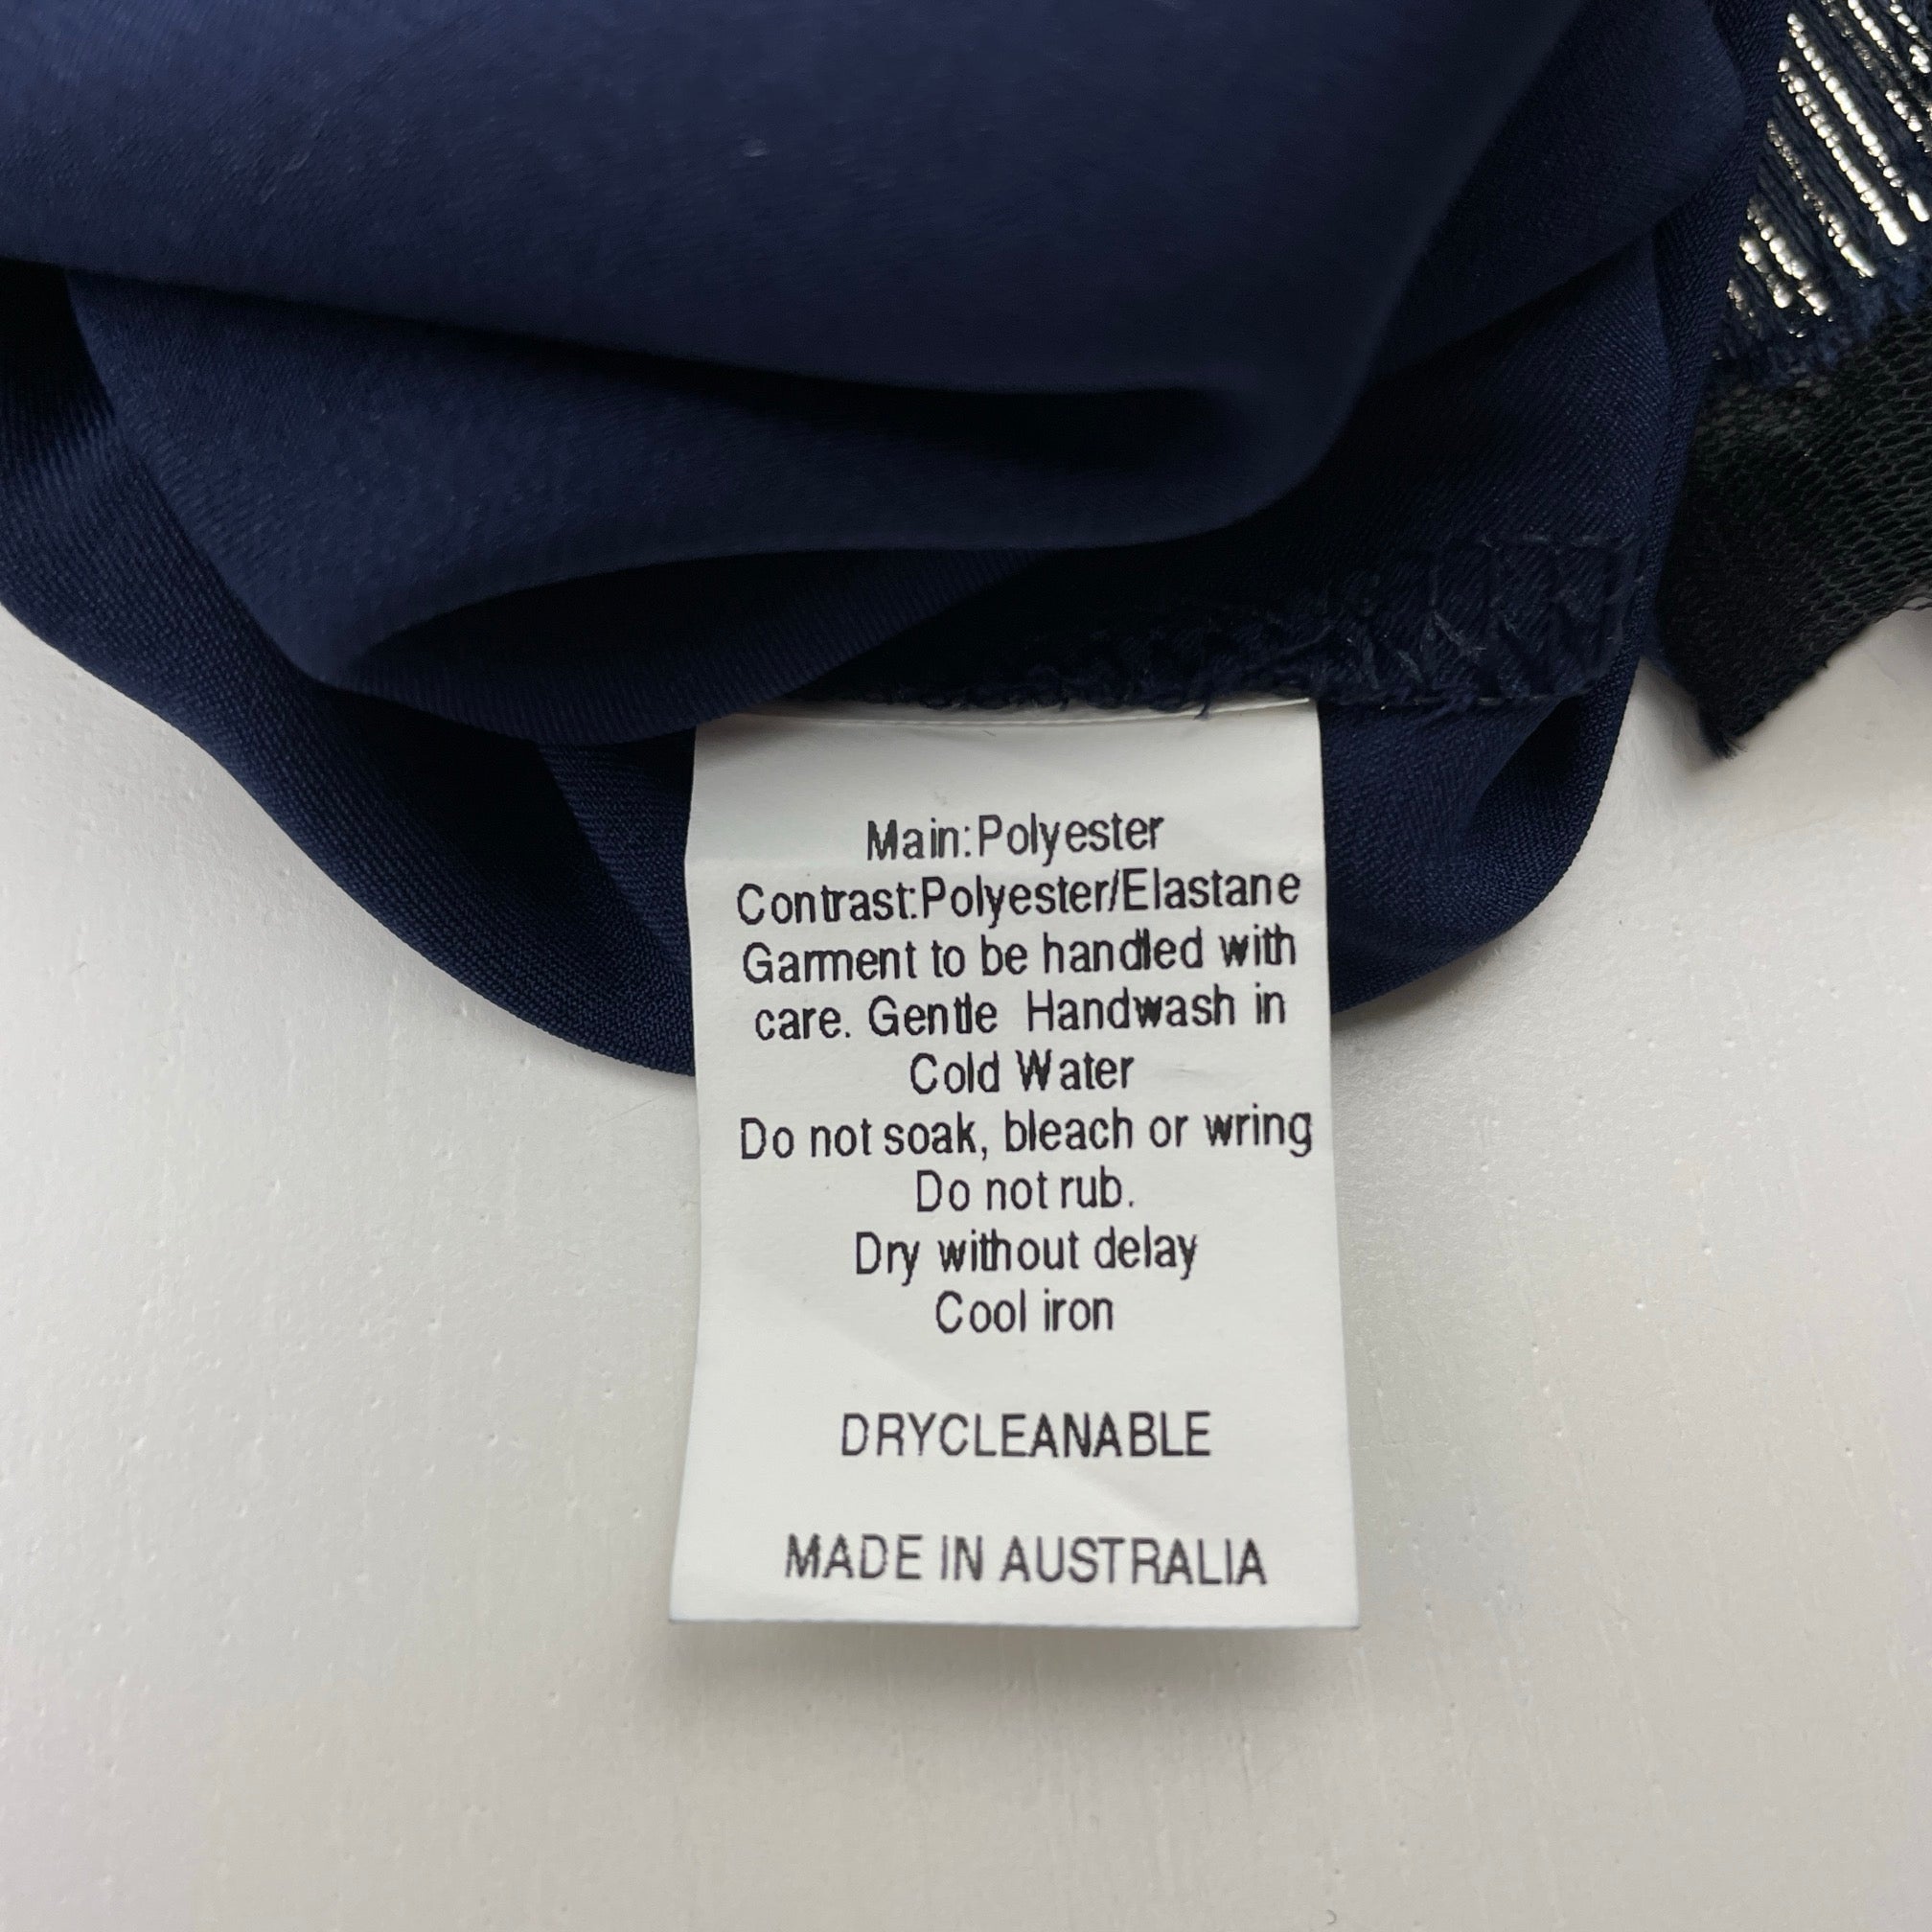 Main:Polyester
Contrast:Polyester/Elastane
Garment to be handled with
care. Gentle Handwash in
Cold Water
Do not soak, bleach or wring
Do not rub.
Dry without delay
Cool iron
DRYCLEANABLE
MADE IN AUSTRALIA